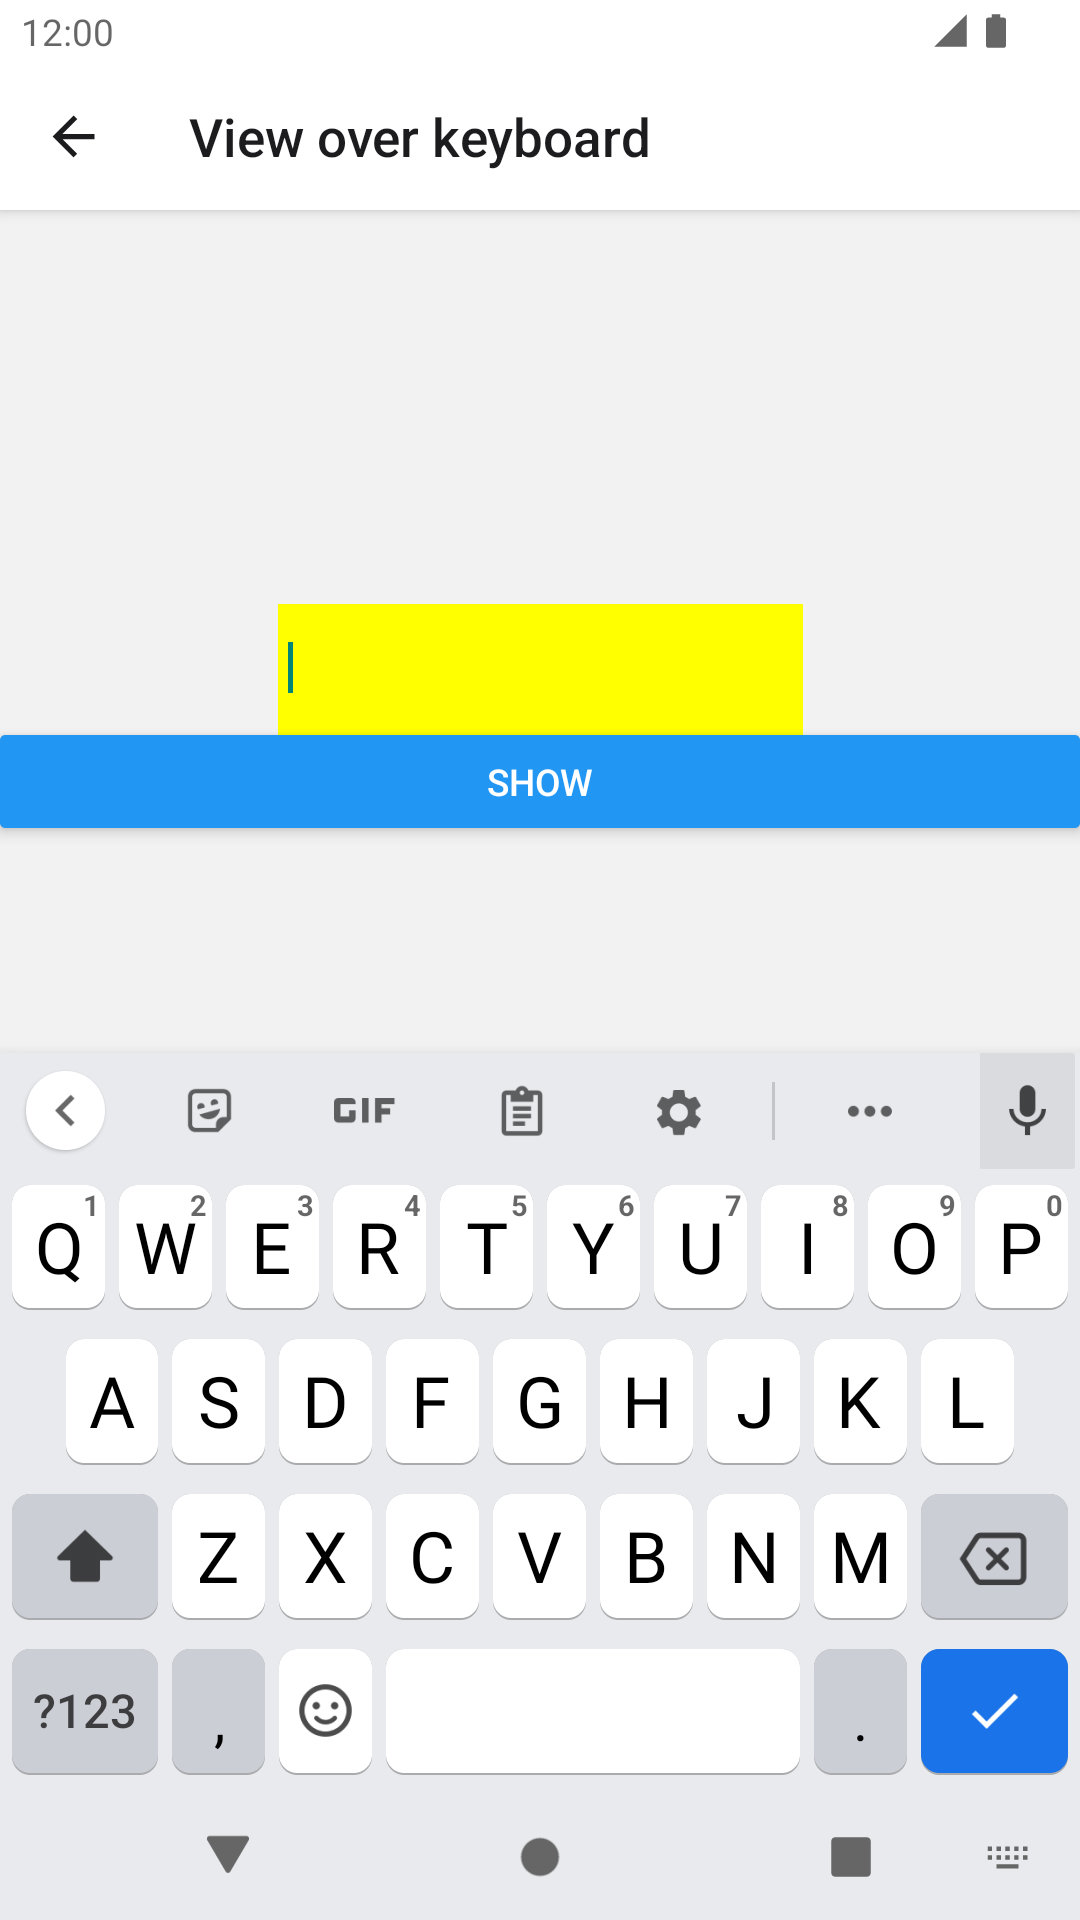 12:00
View over keyboard
SHOW
GIF
1 2 3 4 5 6 7 8 9 0
Q W E R T Y U I O P
A S D F G H J K L
Z X C V B N M
?123 , .